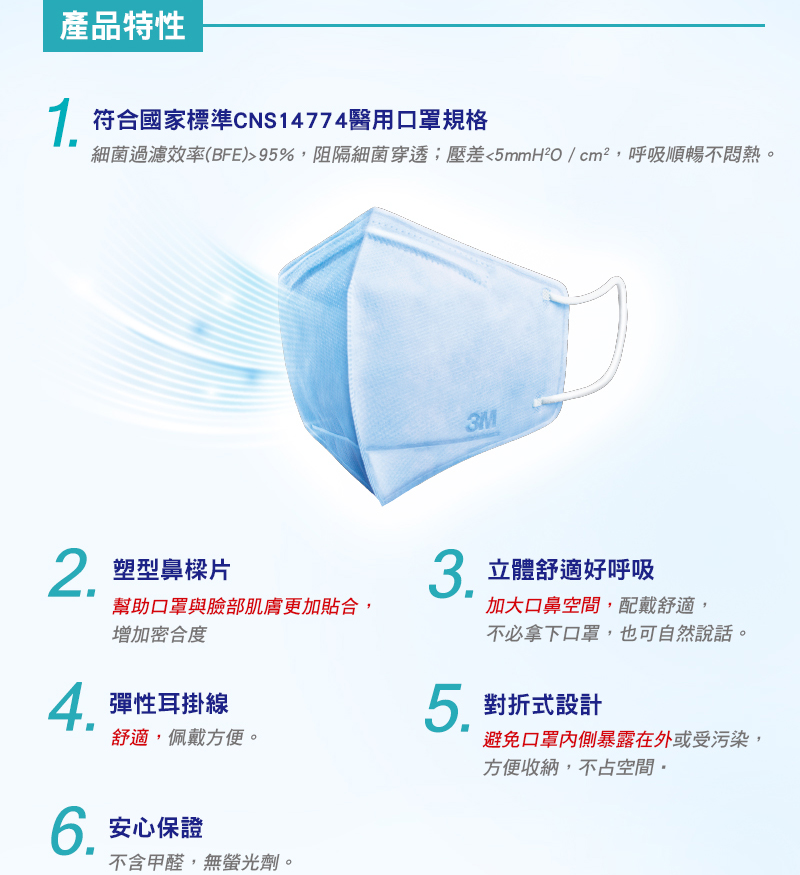 產品特性
1. 符合國家標準CNS14774醫用口罩規格
細菌過濾效率(BFE)>95%，阻隔細菌穿透；壓差<5mmH²O / cm²，呼吸順暢不悶熱。
3M
2. 塑型鼻樑片
幫助口罩與臉部肌膚更加貼合，
增加密合度
3. 立體舒適好呼吸
加大口鼻空間，配戴舒適，
不必拿下口罩，也可自然說話。
4. 彈性耳掛線
舒適，佩戴方便。
5. 對折式設計
避免口罩內側暴露在外或受污染，
方便收納，不占空間·
6. 安心保證
不含甲醛，無螢光劑。